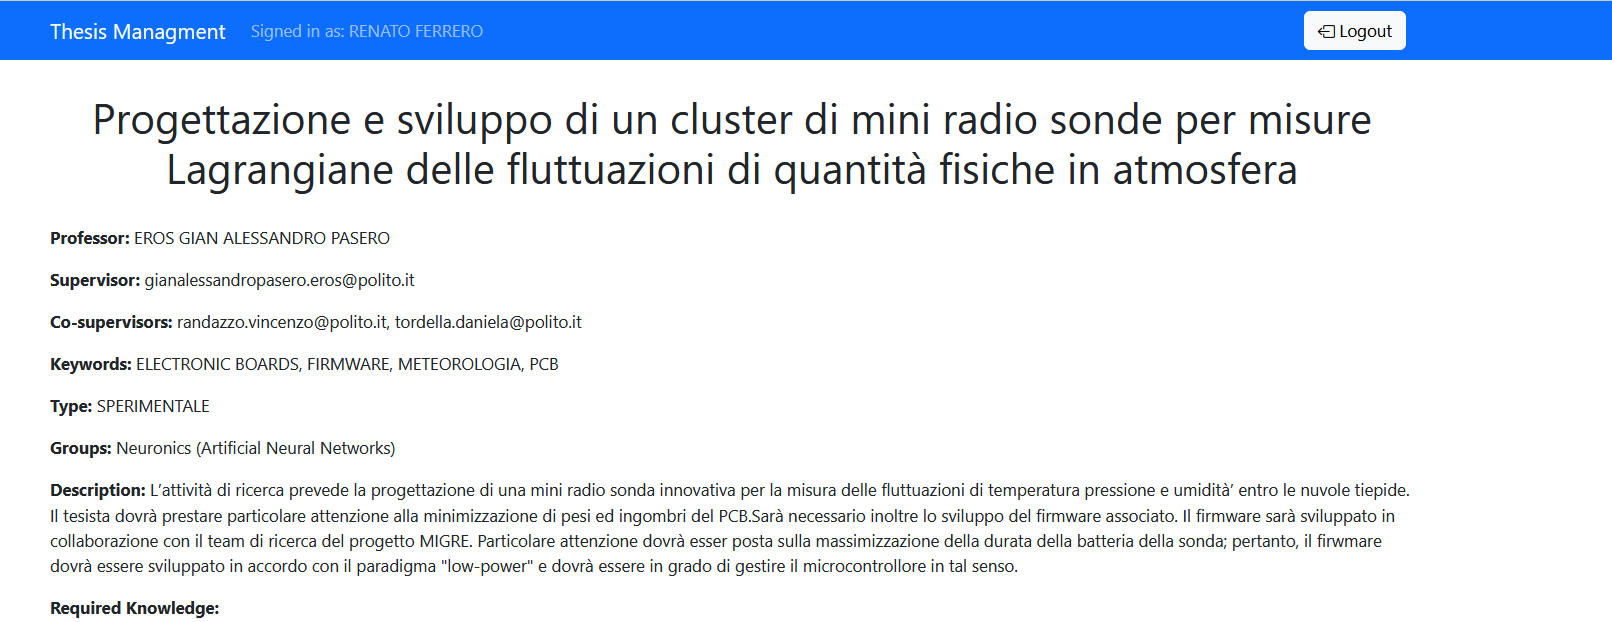 Thesis Managment Signed in as: RENATO FERRERO Logout
Progettazione e sviluppo di un cluster di mini radio sonde per misure
Lagrangiane delle fluttuazioni di quantità fisiche in atmosfera
Professor: EROS GIAN ALESSANDRO PASERO
Supervisor: gianalessandropasero.eros@polito.it
Co-supervisors: randazzo.vincenzo@polito.it, tordella.daniela@polito.it
Keywords: ELECTRONIC BOARDS, FIRMWARE, METEOROLOGIA, PCB
Type: SPERIMENTALE
Groups: Neuronics (Artificial Neural Networks)
Description: L’attività di ricerca prevede la progettazione di una mini radio sonda innovativa per la misura delle fluttuazioni di temperatura pressione e umidità’ entro le nuvole tiepide.
Il tesista dovrà prestare particolare attenzione alla minimizzazione di pesi ed ingombri del PCB.Sarà necessario inoltre lo sviluppo del firmware associato. Il firmware sarà sviluppato in
collaborazione con il team di ricerca del progetto MIGRE. Particolare attenzione dovrà esser posta sulla massimizzazione della durata della batteria della sonda; pertanto, il firwmare
dovrà essere sviluppato in accordo con il paradigma "low-power" e dovrà essere in grado di gestire il microcontrollore in tal senso.
Required Knowledge: